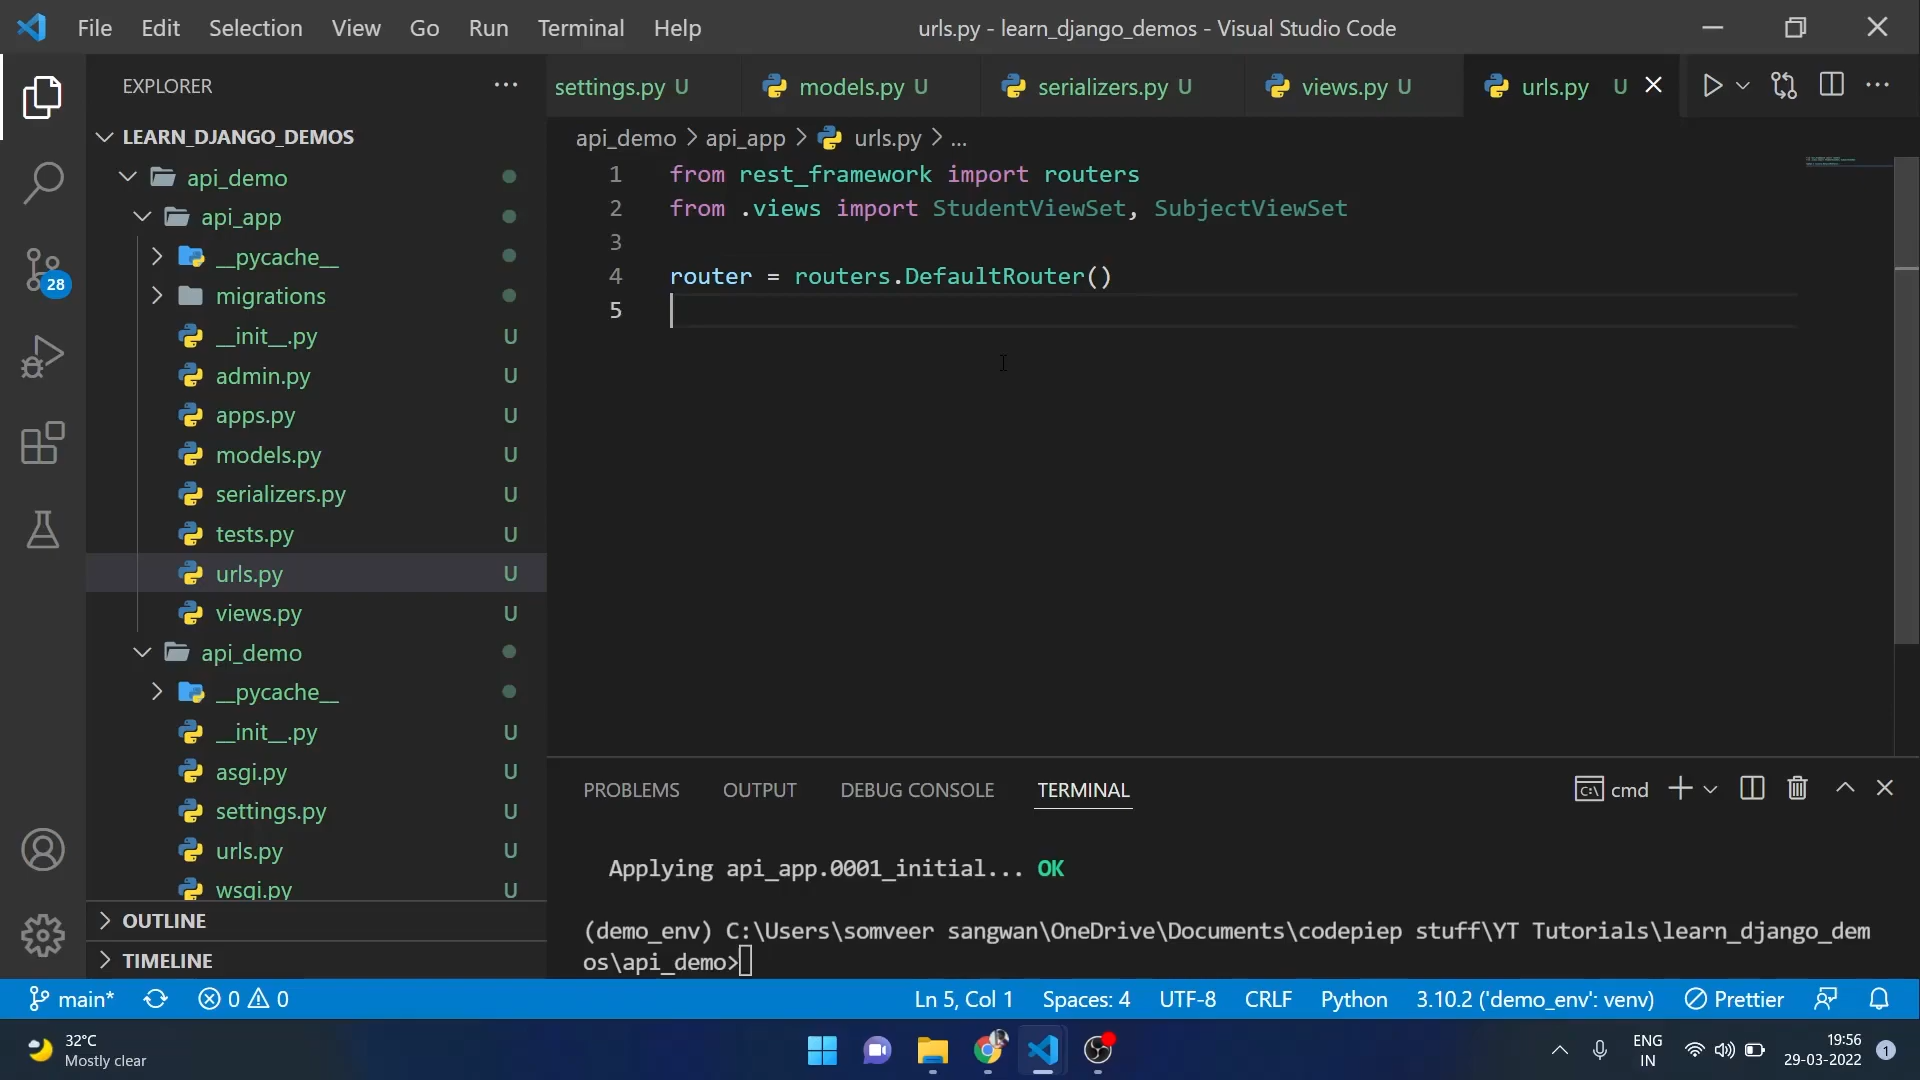 File Edit Selection View Go Run Terminal Help
urls.py - learn_django_demos - Visual Studio Code
EXPLORER
LEARN_DJANGO_DEMOS
api_demo
api_app
__pycache__
migrations
__init__.py U
admin.py U
apps.py U
models.py U
serializers.py U
tests.py U
urls.py U
views.py U
api_demo
__pycache__
__init__.py U
asgi.py U
settings.py U
urls.py U
wsgi.py U
OUTLINE
TIMELINE
28
settings.py U models.py U serializers.py U views.py U urls.py U
api_demo > api_app > urls.py > ...
1 from rest_framework import routers
2 from .views import StudentViewSet, SubjectViewSet
3
4 router = routers.DefaultRouter()
5
PROBLEMS OUTPUT DEBUG CONSOLE TERMINAL
cmd
Applying api_app.0001_initial... OK
(demo_env) C:\Users\somveer sangwan\OneDrive\Documents\codepiep stuff\YT Tutorials\learn_django_dem
os\api_demo>
main* 0 0 Ln 5, Col 1 Spaces: 4 UTF-8 CRLF Python 3.10.2 ('demo_env': venv) Prettier
32°C
Mostly clear
ENG
IN
19:56
29-03-2022
1